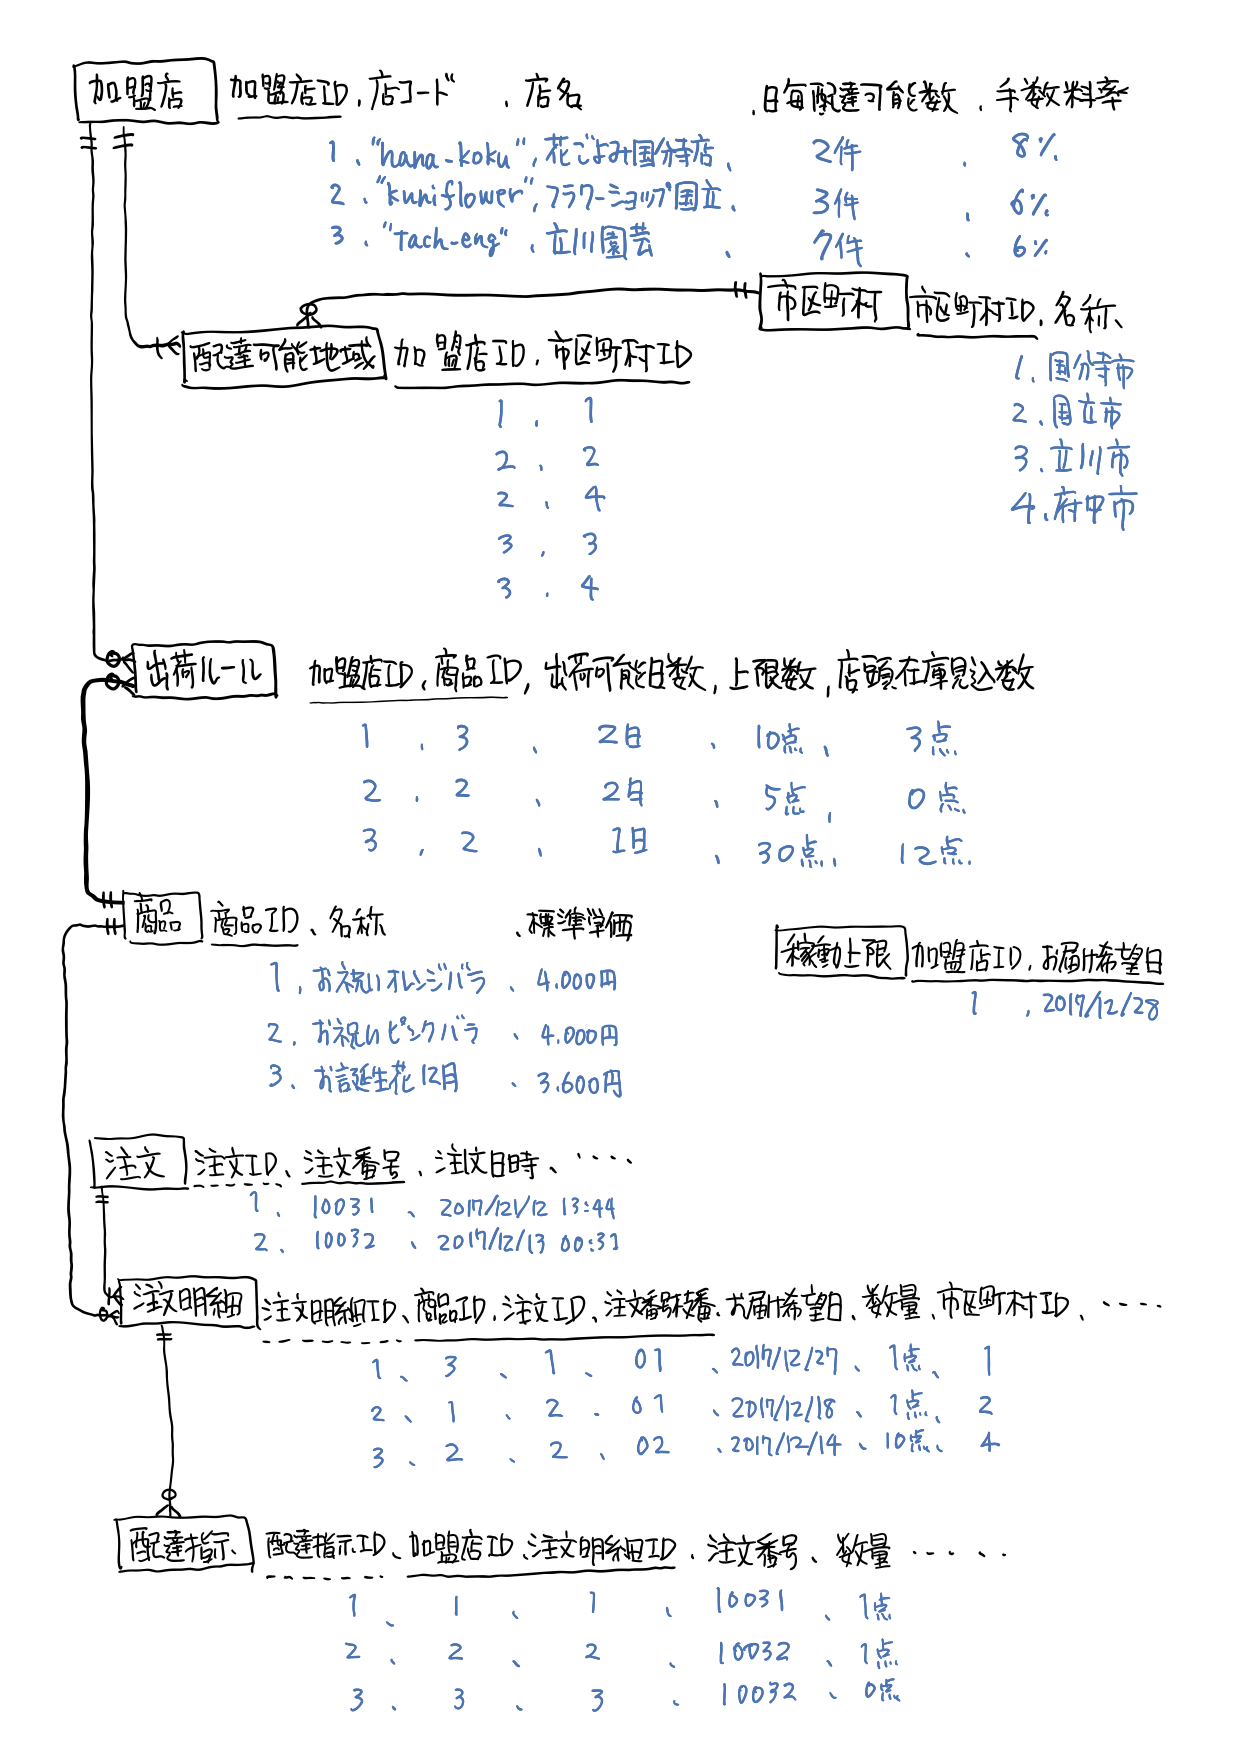 加盟店 加盟店ID、店コード 、店名 、日毎配達可能数 、手数料率
1 、"hana-koku", 花ごよみ国分寺店、 2件 、 8%
2 、"kuniflower", フラワーショップ国立、 3件 、 6%
3 、"tach-eng" 、立川園芸 、 7件 、 6%
市区町村 市区町村ID、名称、
1、国分寺市
2、国立市
3、立川市
4、府中市
配達可能地域 加盟店ID、市区町村ID
1 、 1
2 、 2
2 、 4
3 、 3
3 、 4
出荷ルール 加盟店ID、商品ID, 出荷可能日数, 上限数, 店頭在庫見込数
1 、 3 、 2日 、 10点、 3点
2 、 2 、 2日 、 5点、 0点
3 、 2 、 1日 、 30点、 12点
商品 商品ID、名称 、標準単価
1、お祝いオレンジバラ 、 4.000円
2、お祝いピンクバラ 、 4.000円
3、お誕生花12月 、 3.600円
稼動上限 加盟店ID、お届け希望日
1 、2017/12/28
注文 注文ID、注文番号 、注文日時、・・・・
1、 10031 、 2017/12/12 13:44
2、 10032 、 2017/12/13 00:31
注文明細 注文明細ID、商品ID、注文ID、注文番号枝番、お届け希望日、数量、市区町村ID、・・・・
1 、 3 、 1 、 01 、2017/12/27 、 1点、 1
2 、 1 、 2 、 01 、2017/12/18 、 1点、 2
3 、 2 、 2 、 02 、2017/12/14 、 10点、 4
配達指示 配達指示ID、加盟店ID、注文明細ID 、注文番号 、数量 ・・・・・
1 、 1 、 1 、 10031 、 1点
2 、 2 、 2 、 10032 、 1点
3 、 3 、 3 、 10032 、 0点